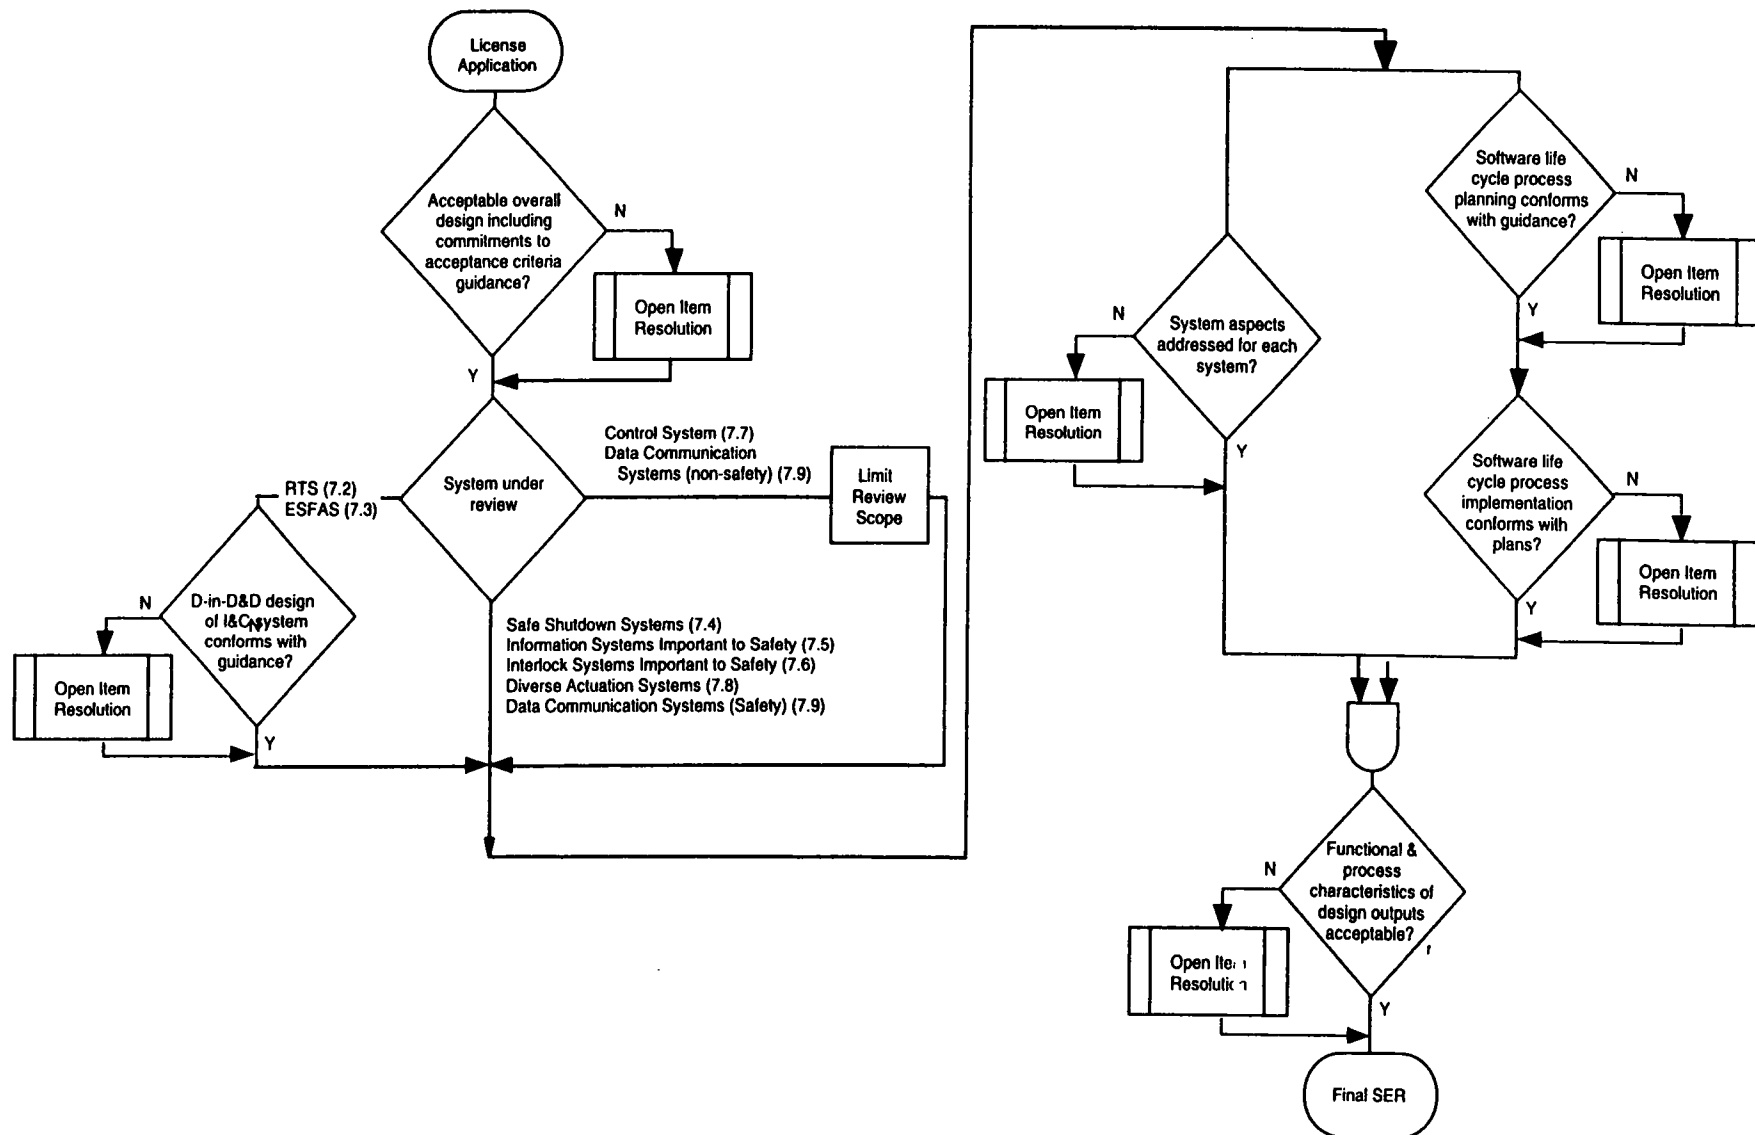 License
Application
Acceptable overall
design including
commitments to
acceptance criteria
guidance?
N
Open Item
Resolution
Y
System under
review
Control System (7.7)
Data Communication
Systems (non-safety) (7.9)
Limit
Review
Scope
RTS (7.2)
ESFAS (7.3)
D-in-D&D design
of I&C system
conforms with
guidance?
N
N
Open Item
Resolution
Y
Safe Shutdown Systems (7.4)
Information Systems Important to Safety (7.5)
Interlock Systems Important to Safety (7.6)
Diverse Actuation Systems (7.8)
Data Communication Systems (Safety) (7.9)
System aspects
addressed for each
system?
N
Open Item
Resolution
Y
Software life
cycle process
planning conforms
with guidance?
N
Open Item
Resolution
Y
Software life
cycle process
implementation
conforms with
plans?
N
Open Item
Resolution
Y
Functional &
process
characteristics of
design outputs
acceptable?
N
Open Item
Resolution
Y
Final SER